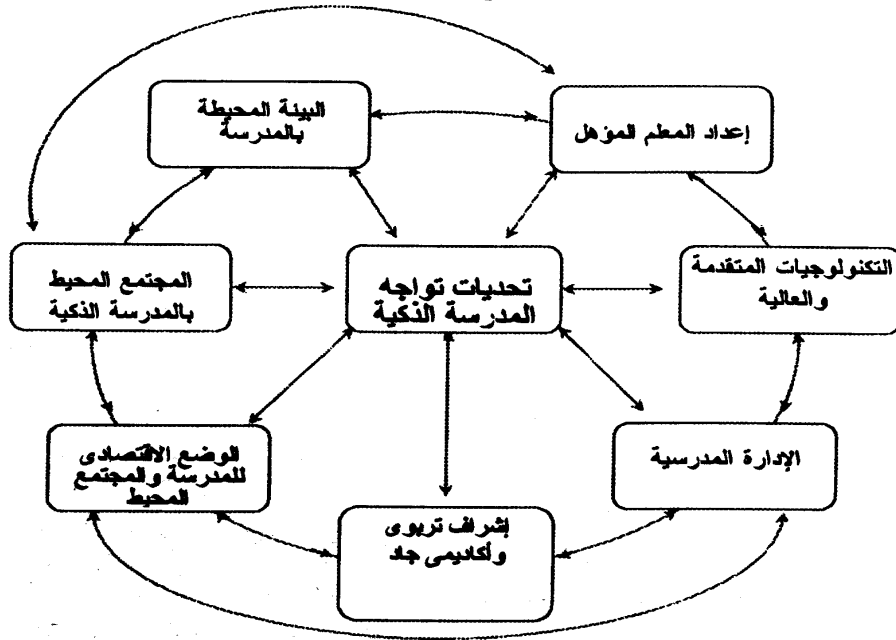 البيئة المحيطة
بالمدرسة
إعداد المعلم المؤهل
التكنولوجيات المتقدمة
والعالية
تحديات تواجه
المدرسة الذكية
المجتمع المحيط
بالمدرسة الذكية
الوضع الاقتصادى
للمدرسة والمجتمع
المحيط
الإدارة المدرسية
إشراف تربوى
وأكاديمى جاد